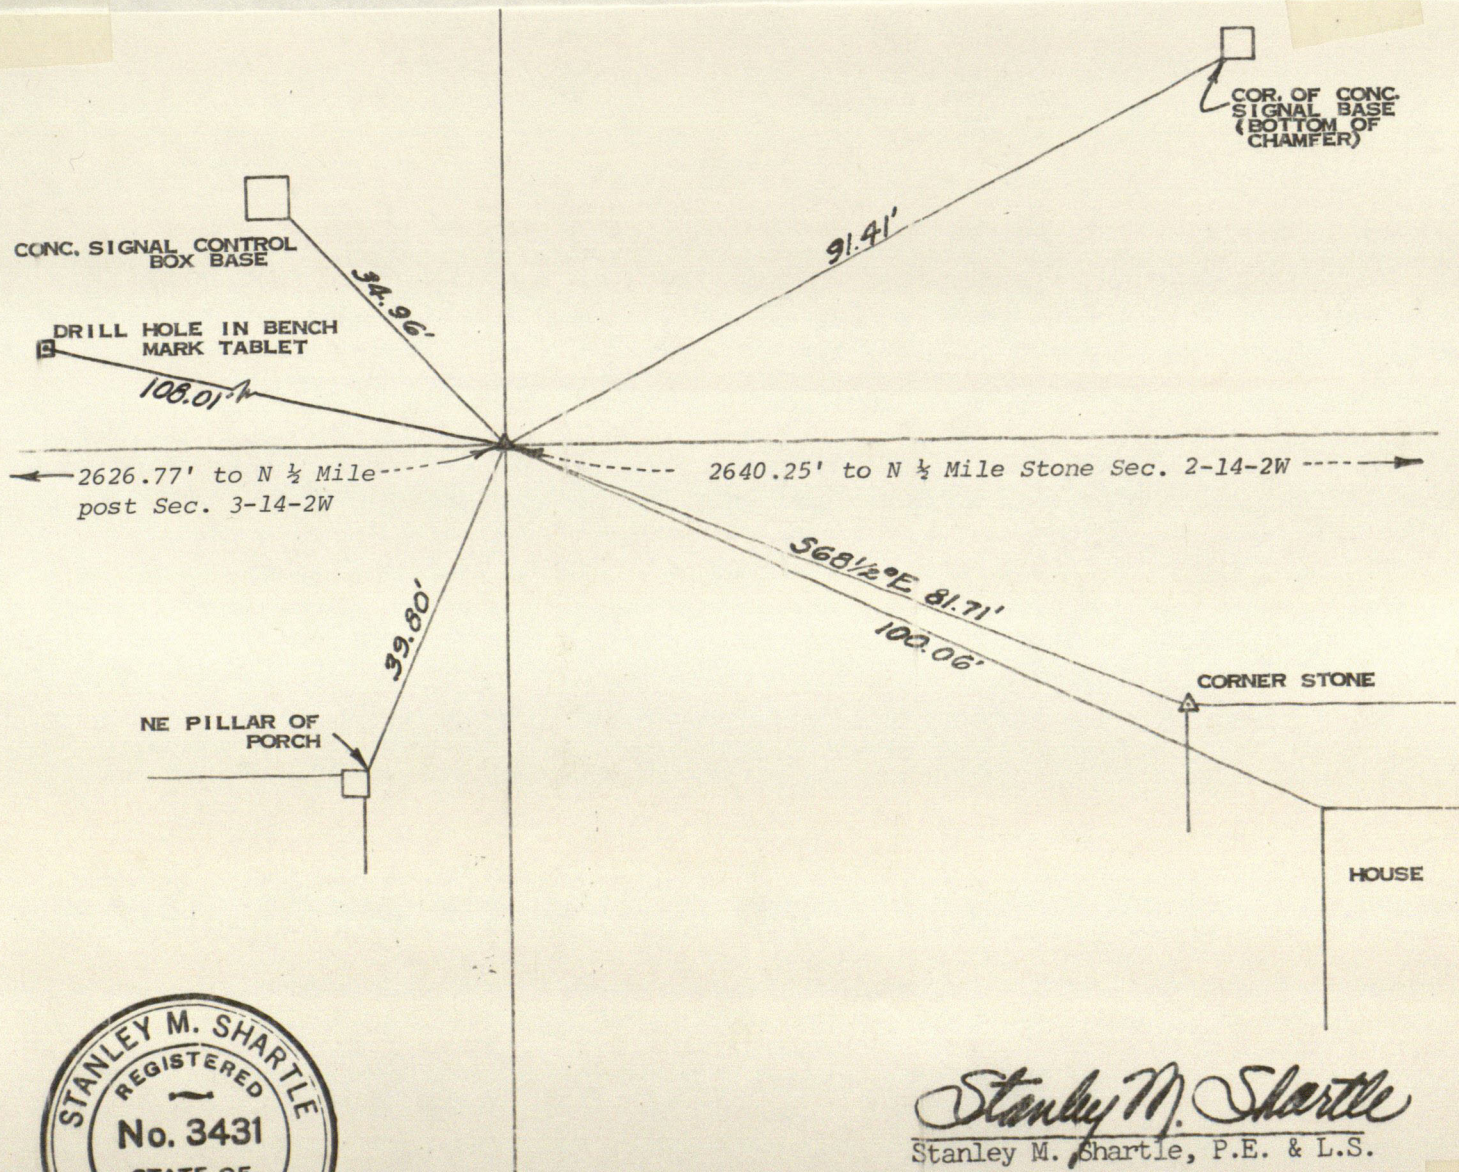 COR. OF CONC.
SIGNAL BASE
(BOTTOM OF
CHAMFER)
91.41'
CONC. SIGNAL CONTROL
BOX BASE
34.96'
DRILL HOLE IN BENCH
MARK TABLET
108.01'
2626.77' to N ½ Mile
post Sec. 3-14-2W
2640.25' to N ½ Mile Stone Sec. 2-14-2W
S68½°E 81.71'
100.06'
39.80'
CORNER STONE
NE PILLAR OF
PORCH
HOUSE
STANLEY M. SHARTLE
REGISTERED
No. 3431
STATE OF
Stanley M. Shartle
Stanley M. Shartle, P.E. & L.S.